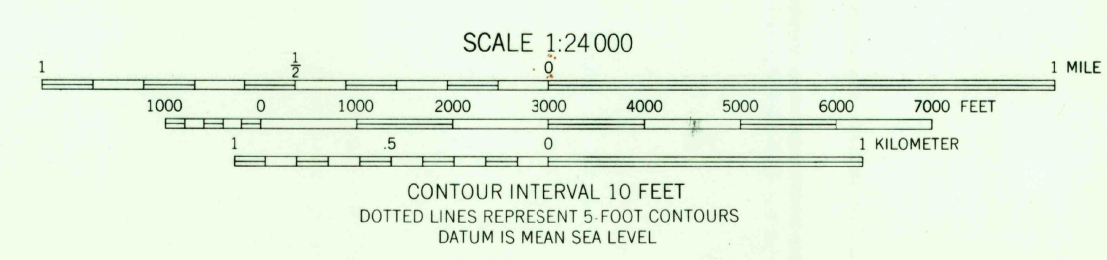 SCALE 1:24 000
1 1/2 0 1 MILE
1000 0 1000 2000 3000 4000 5000 6000 7000 FEET
1 .5 0 1 KILOMETER
CONTOUR INTERVAL 10 FEET
DOTTED LINES REPRESENT 5-FOOT CONTOURS
DATUM IS MEAN SEA LEVEL